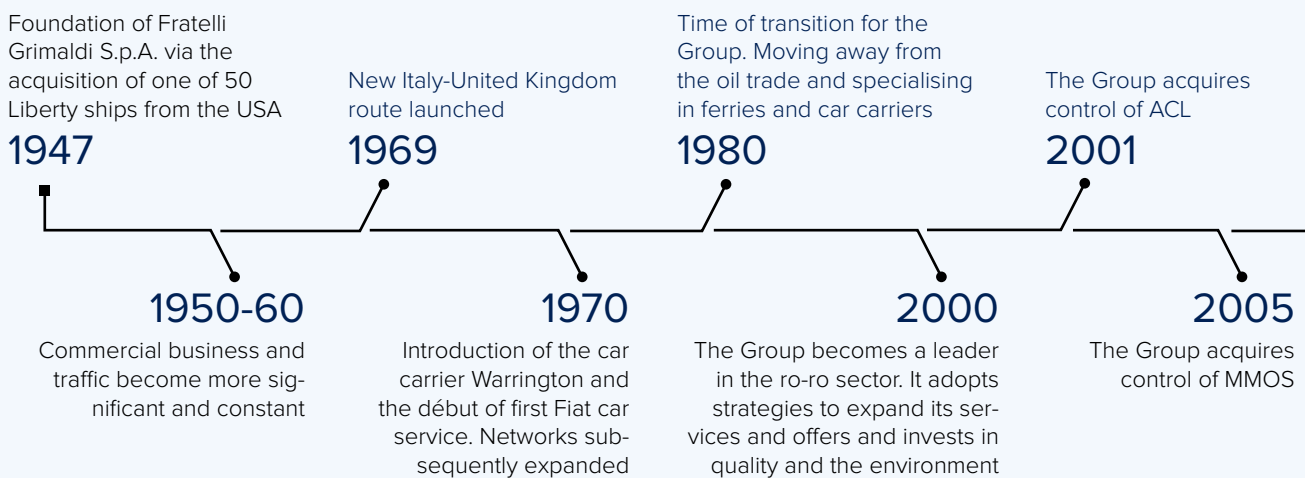 Foundation of Fratelli
Grimaldi S.p.A. via the
acquisition of one of 50
Liberty ships from the USA
1947
1950-60
Commercial business and
traffic become more sig-
nificant and constant
New Italy-United Kingdom
route launched
1969
1970
Introduction of the car
carrier Warrington and
the début of first Fiat car
service. Networks sub-
sequently expanded
Time of transition for the
Group. Moving away from
the oil trade and specialising
in ferries and car carriers
1980
2000
The Group becomes a leader
in the ro-ro sector. It adopts
strategies to expand its ser-
vices and offers and invests in
quality and the environment
The Group acquires
control of ACL
2001
2005
The Group acquires
control of MMOS